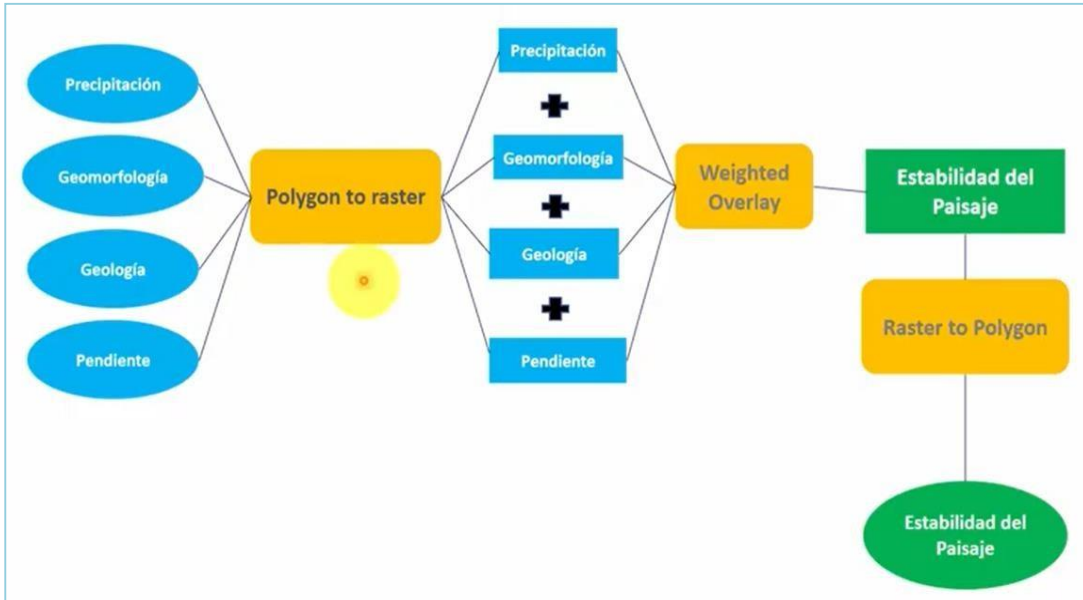 Precipitación
Geomorfología
Geología
Pendiente
Polygon to raster
Precipitación
Geomorfología
Geología
Pendiente
Weighted
Overlay
Estabilidad del
Paisaje
Raster to Polygon
Estabilidad del
Paisaje